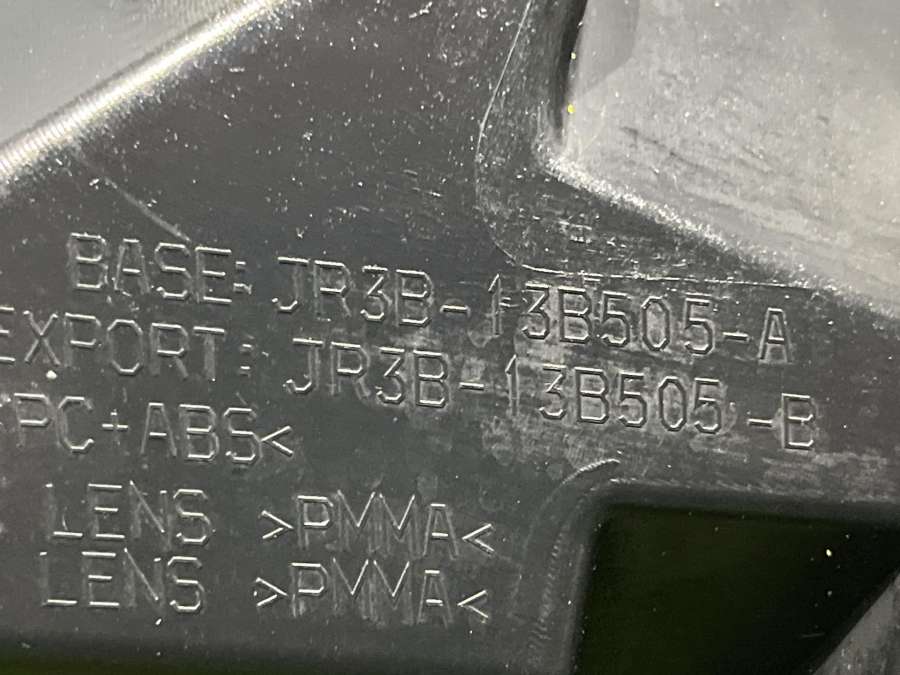 BASE: JR3B-13B505-A
EXPORT: JR3B-13B505-B
>PC+ABS<
LENS >PMMA<
LENS >PMMA<